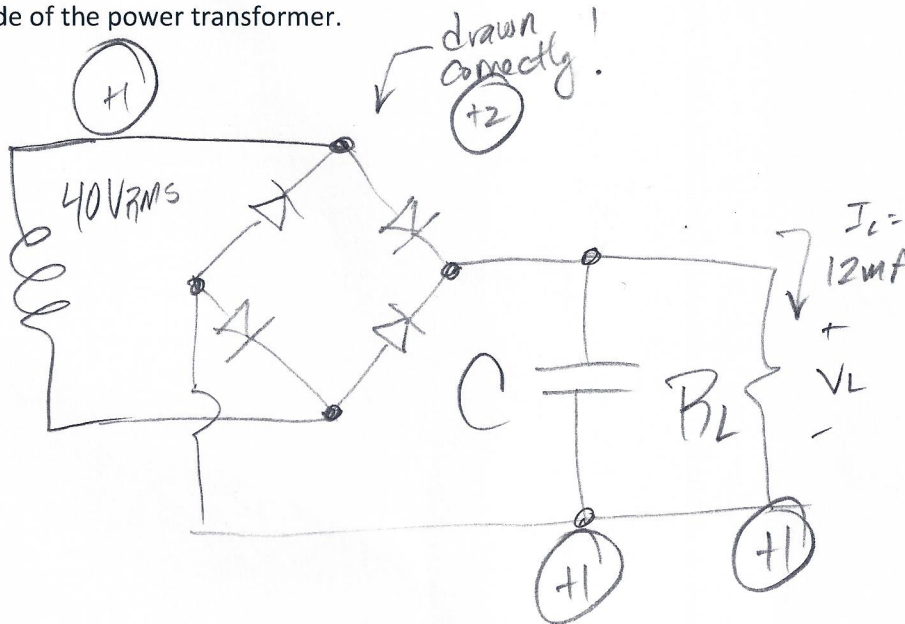 de of the power transformer.
drawn
correctly!
+2
+1
40VRMS
IL=
12mA
+
VL
-
C
RL
+1
+1